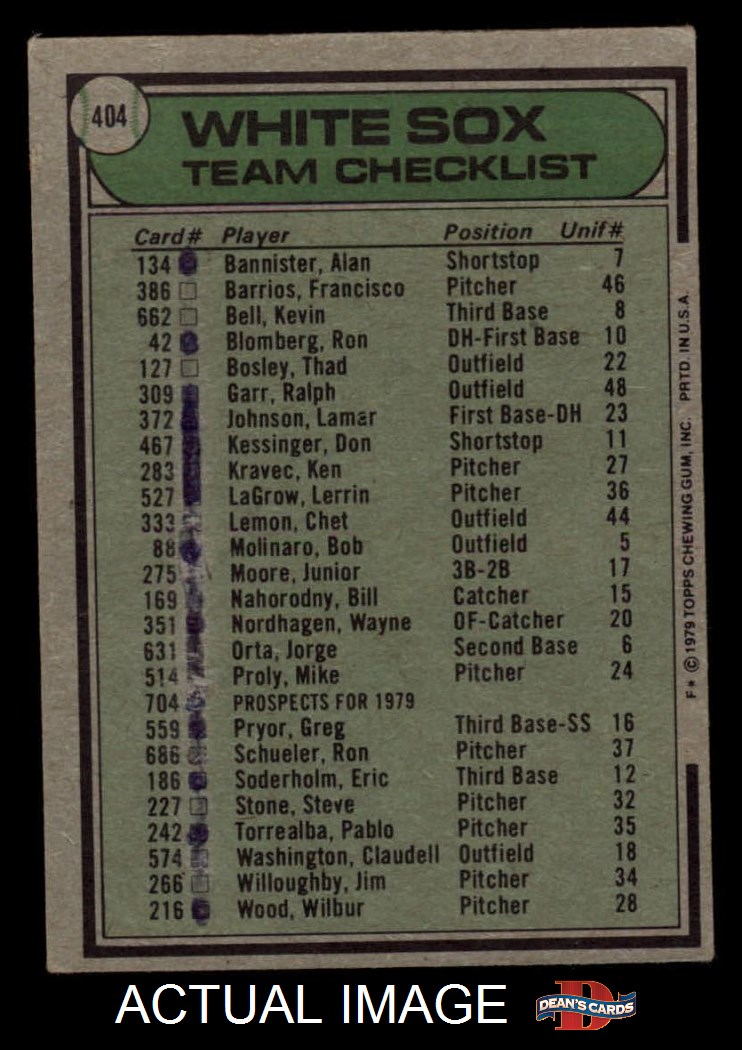 404
WHITE SOX
TEAM CHECKLIST
Card# Player Position Unif#
134 Bannister, Alan Shortstop 7
386 Barrios, Francisco Pitcher 46
662 Bell, Kevin Third Base 8
42 Blomberg, Ron DH-First Base 10
127 Bosley, Thad Outfield 22
309 Garr, Ralph Outfield 48
372 Johnson, Lamar First Base-DH 23
467 Kessinger, Don Shortstop 11
283 Kravec, Ken Pitcher 27
527 LaGrow, Lerrin Pitcher 36
333 Lemon, Chet Outfield 44
88 Molinaro, Bob Outfield 5
275 Moore, Junior 3B-2B 17
169 Nahorodny, Bill Catcher 15
351 Nordhagen, Wayne OF-Catcher 20
631 Orta, Jorge Second Base 6
514 Proly, Mike Pitcher 24
704 PROSPECTS FOR 1979
559 Pryor, Greg Third Base-SS 16
686 Schueler, Ron Pitcher 37
186 Soderholm, Eric Third Base 12
227 Stone, Steve Pitcher 32
242 Torrealba, Pablo Pitcher 35
574 Washington, Claudell Outfield 18
266 Willoughby, Jim Pitcher 34
216 Wood, Wilbur Pitcher 28
F* © 1979 TOPPS CHEWING GUM, INC. PRTD. IN U.S.A.
ACTUAL IMAGE
D
DEAN'S CARDS